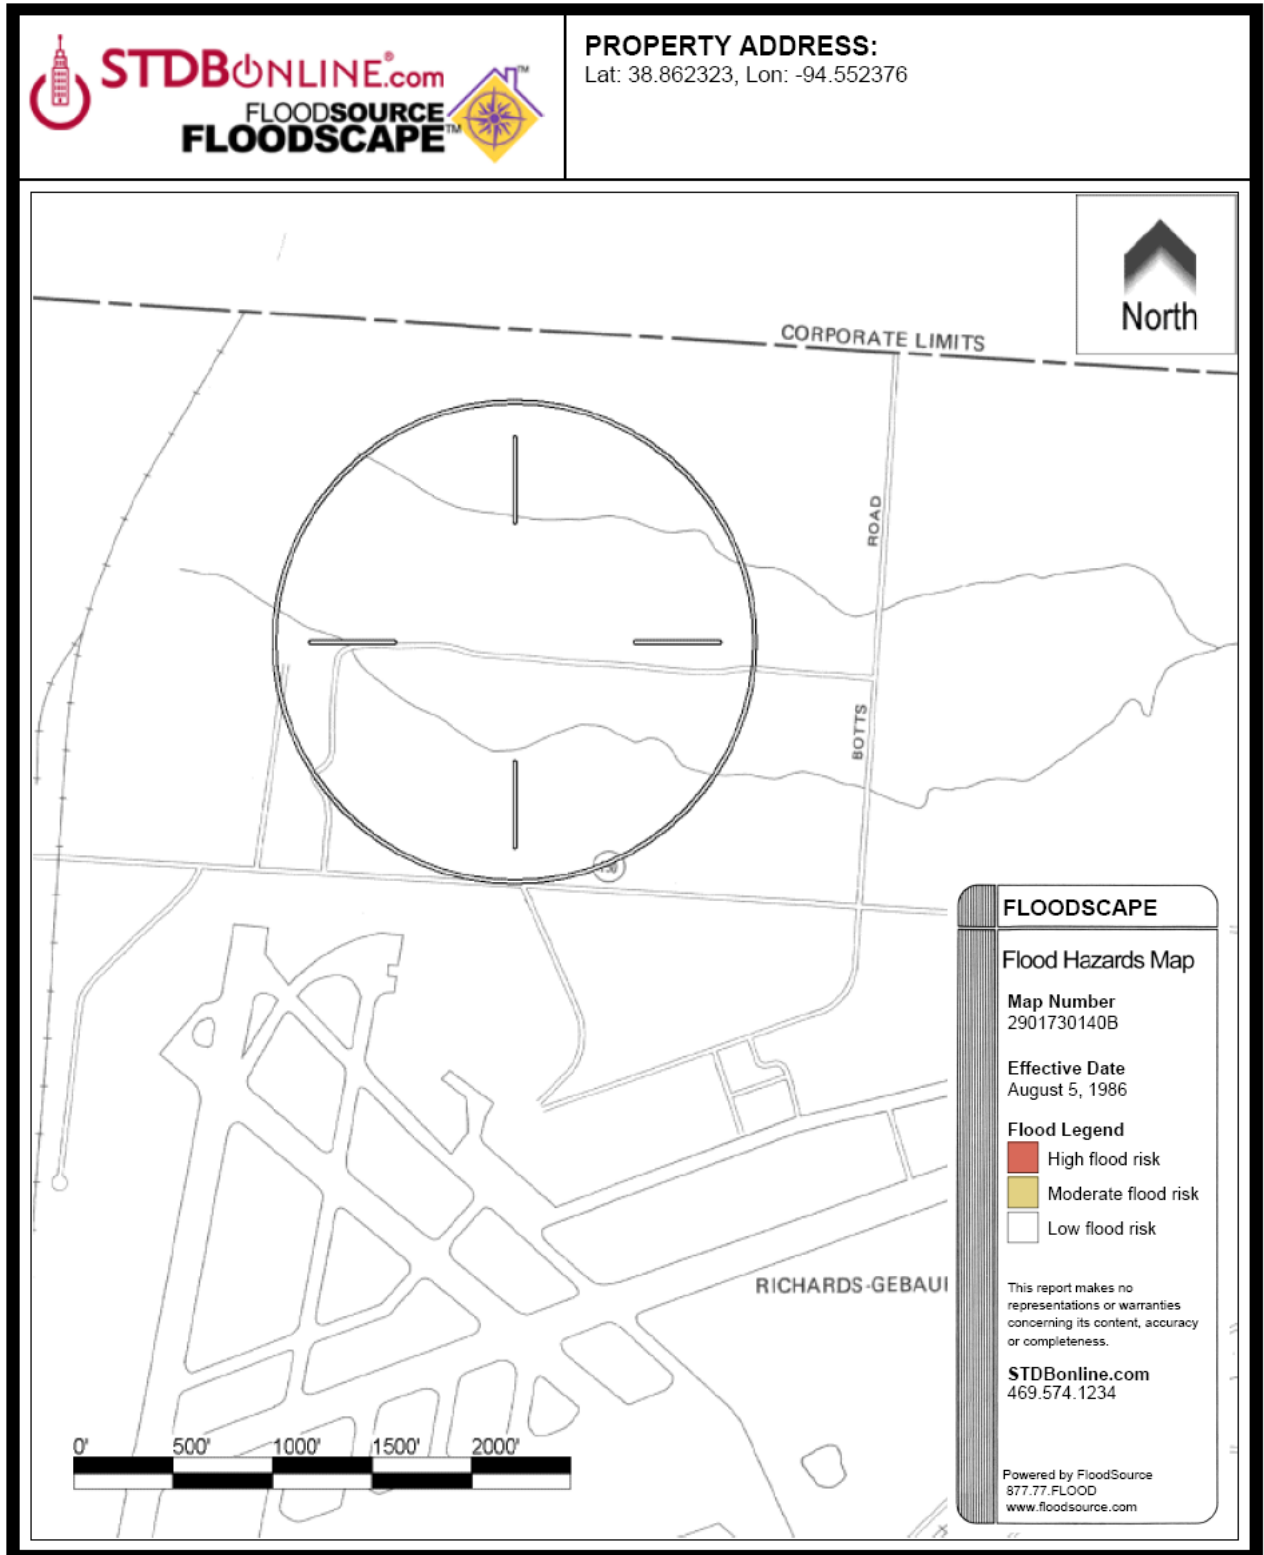 STDBONLINE®.com
FLOODSOURCE
FLOODSCAPE™
TM
PROPERTY ADDRESS:
Lat: 38.862323, Lon: -94.552376
North
CORPORATE LIMITS
ROAD
BOTTS
RICHARDS-GEBAUI
0' 500' 1000' 1500' 2000'
FLOODSCAPE
Flood Hazards Map
Map Number
2901730140B
Effective Date
August 5, 1986
Flood Legend
High flood risk
Moderate flood risk
Low flood risk
This report makes no
representations or warranties
concerning its content, accuracy
or completeness.
STDBonline.com
469.574.1234
Powered by FloodSource
877.77.FLOOD
www.floodsource.com